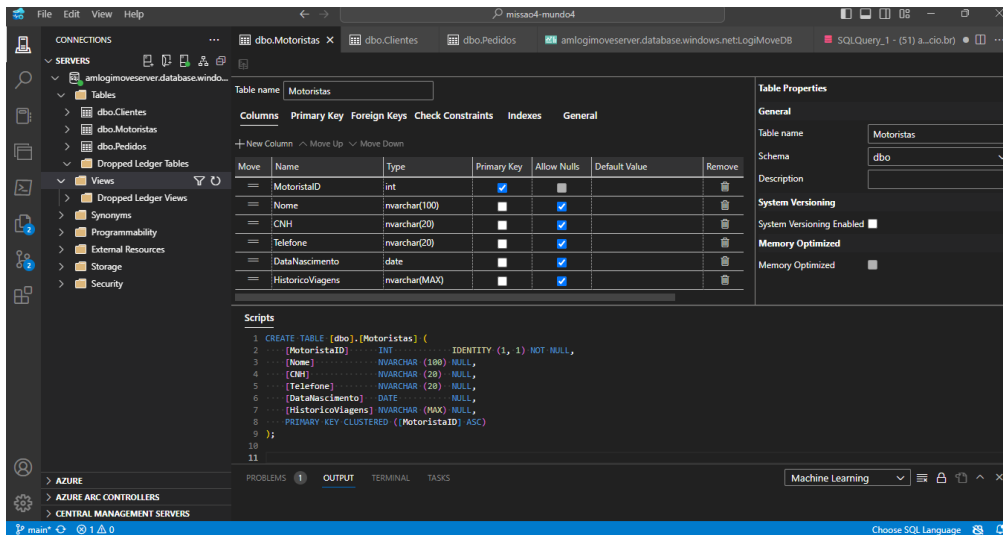 File Edit View Help
missao4-mundo4
CONNECTIONS
SERVERS
amlogimoveserver.database.windo...
Tables
dbo.Clientes
dbo.Motoristas
dbo.Pedidos
Dropped Ledger Tables
Views
Dropped Ledger Views
Synonyms
Programmability
External Resources
Storage
Security
AZURE
AZURE ARC CONTROLLERS
CENTRAL MANAGEMENT SERVERS
dbo.Motoristas dbo.Clientes dbo.Pedidos amlogimoveserver.database.windows.net:LogiMoveDB SQLQuery_1 - (51) a...cio.br)
Table name Motoristas
Columns Primary Key Foreign Keys Check Constraints Indexes General
New Column Move Up Move Down
Move Name Type Primary Key Allow Nulls Default Value Remove
MotoristaID int
Nome nvarchar(100)
CNH nvarchar(20)
Telefone nvarchar(20)
DataNascimento date
HistoricoViagens nvarchar(MAX)
Table Properties
General
Table name Motoristas
Schema dbo
Description
System Versioning
System Versioning Enabled
Memory Optimized
Memory Optimized
Scripts
1 CREATE TABLE [dbo].[Motoristas] (
2 [MotoristaID] INT IDENTITY (1, 1) NOT NULL,
3 [Nome] NVARCHAR (100) NULL,
4 [CNH] NVARCHAR (20) NULL,
5 [Telefone] NVARCHAR (20) NULL,
6 [DataNascimento] DATE NULL,
7 [HistoricoViagens] NVARCHAR (MAX) NULL,
8 PRIMARY KEY CLUSTERED ([MotoristaID] ASC)
9 );
10
11
PROBLEMS 1 OUTPUT TERMINAL TASKS Machine Learning
2
2
main* 1 0 Choose SQL Language